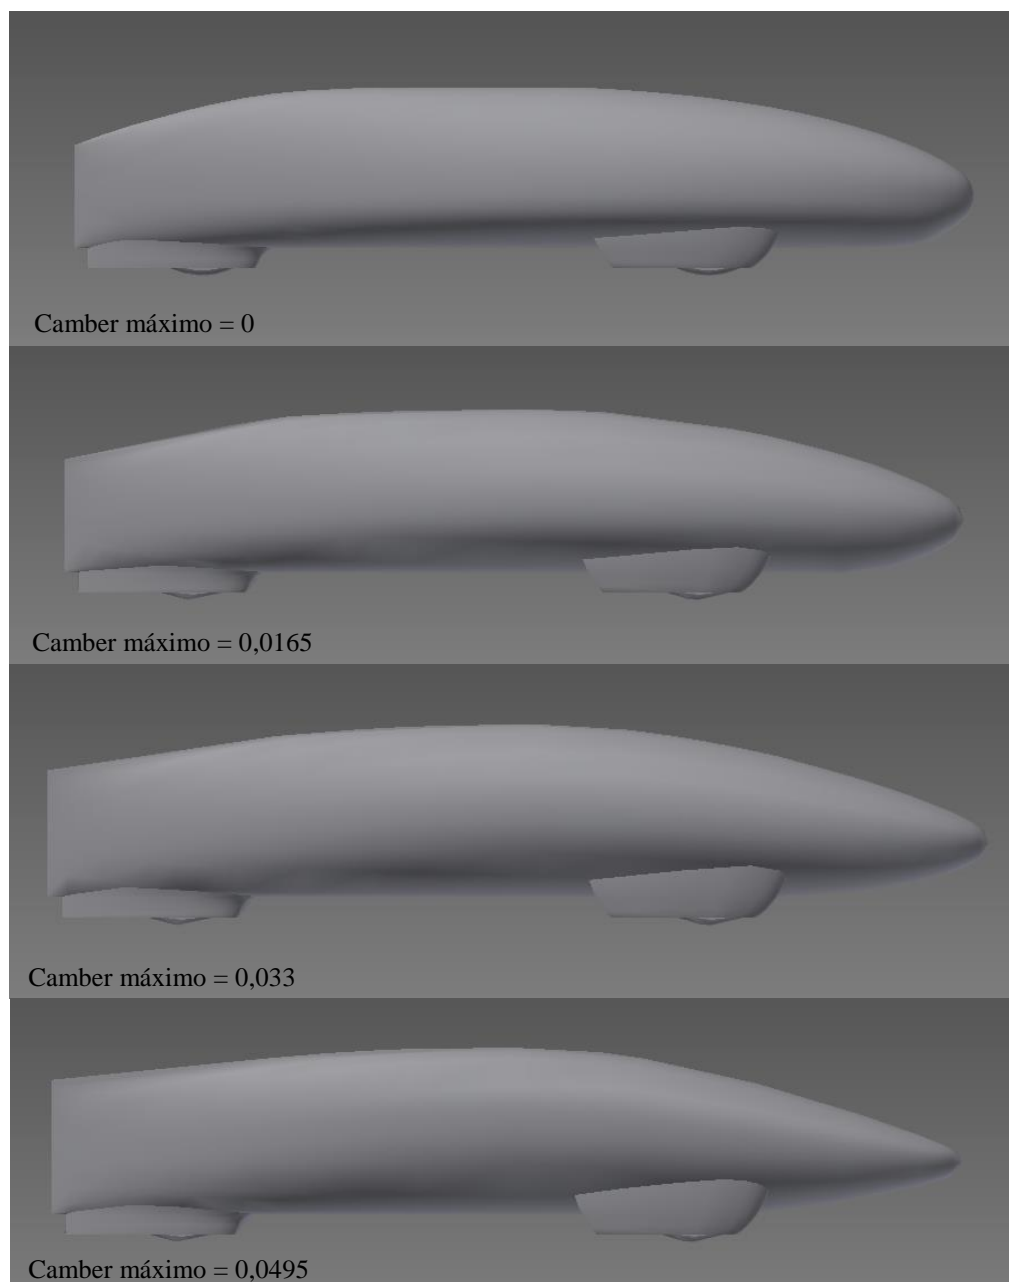 Camber máximo = 0
Camber máximo = 0,0165
Camber máximo = 0,033
Camber máximo = 0,0495